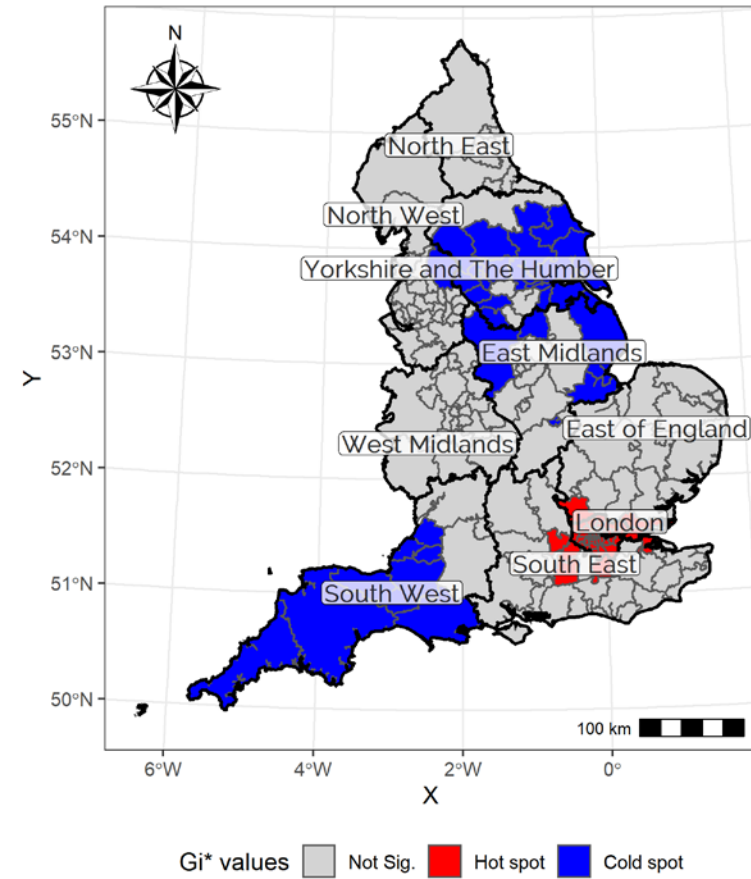 N
55°N
54°N
53°N
52°N
51°N
50°N
Y
North East
North West
Yorkshire and The Humber
East Midlands
East of England
West Midlands
London
South East
South West
100 km
6°W
4°W
2°W
0°
X
Gi* values
Not Sig.
Hot spot
Cold spot